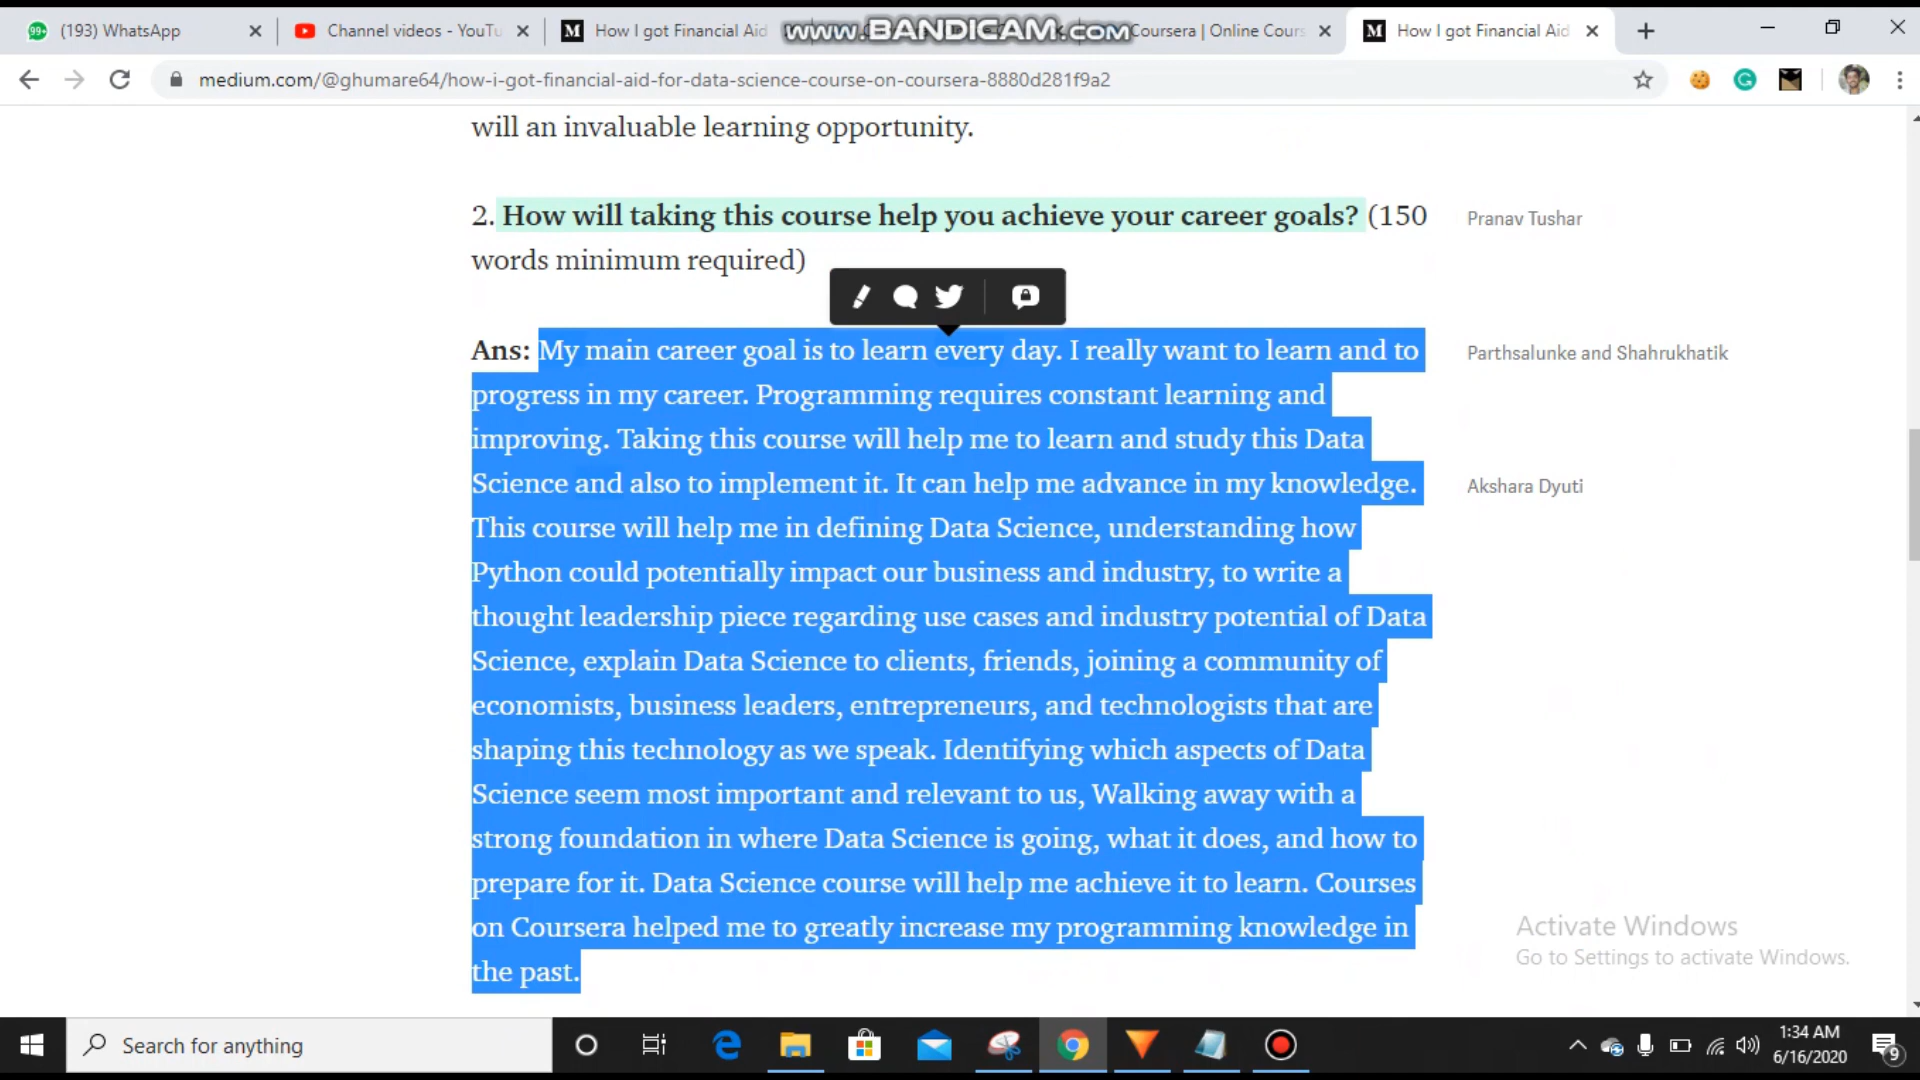 99+ (193) WhatsApp
Channel videos - YouTu
How I got Financial Aid
www.BANDICAM.com
Coursera | Online Cours
How I got Financial Aid
medium.com/@ghumare64/how-i-got-financial-aid-for-data-science-course-on-coursera-8880d281f9a2
will an invaluable learning opportunity.
2. How will taking this course help you achieve your career goals? (150
Pranav Tushar
words minimum required)
Ans: My main career goal is to learn every day. I really want to learn and to
Parthsalunke and Shahrukhatik
progress in my career. Programming requires constant learning and
improving. Taking this course will help me to learn and study this Data
Science and also to implement it. It can help me advance in my knowledge.
Akshara Dyuti
This course will help me in defining Data Science, understanding how
Python could potentially impact our business and industry, to write a
thought leadership piece regarding use cases and industry potential of Data
Science, explain Data Science to clients, friends, joining a community of
economists, business leaders, entrepreneurs, and technologists that are
shaping this technology as we speak. Identifying which aspects of Data
Science seem most important and relevant to us, Walking away with a
strong foundation in where Data Science is going, what it does, and how to
prepare for it. Data Science course will help me achieve it to learn. Courses
on Coursera helped me to greatly increase my programming knowledge in
the past.
Activate Windows
Go to Settings to activate Windows.
Search for anything
1:34 AM
6/16/2020
9